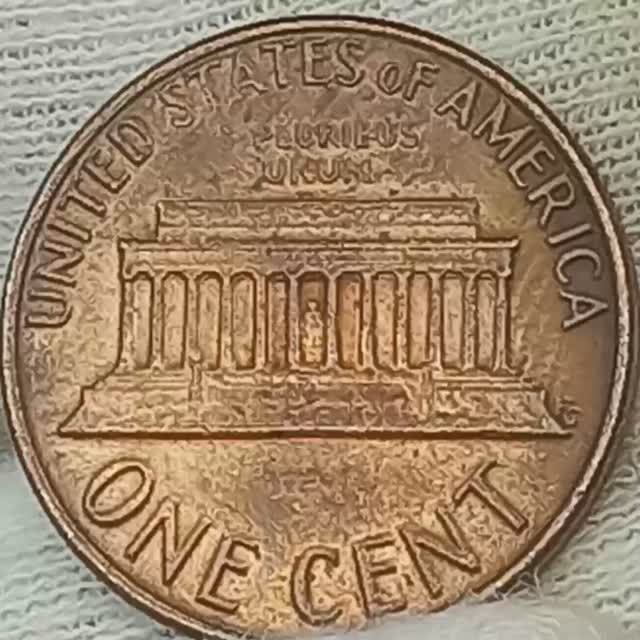 UNITED STATES OF AMERICA
PLURIBUS
UNUM
ONE CENT